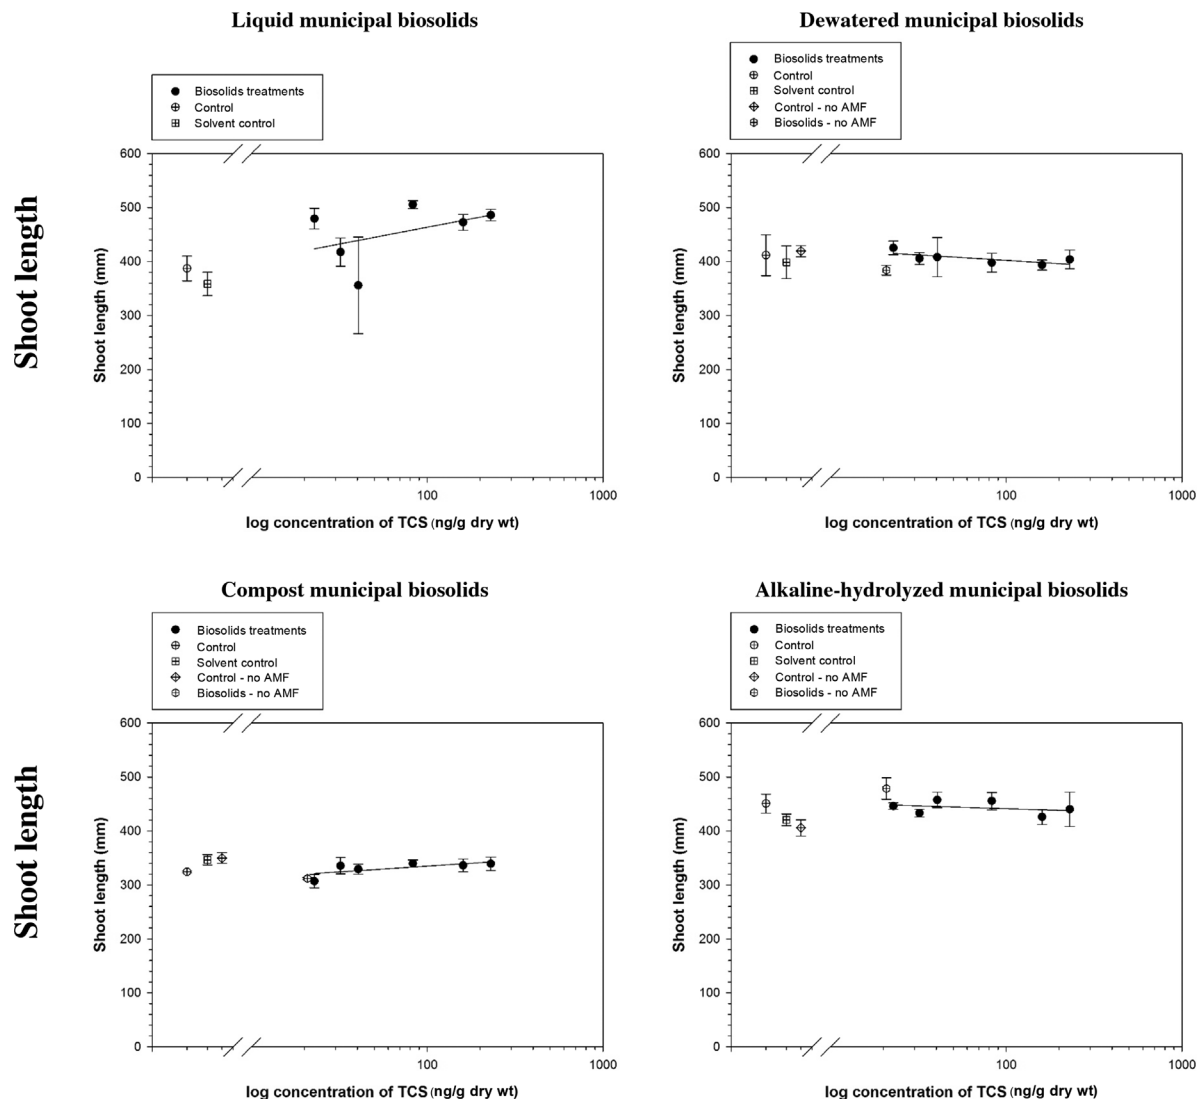 Liquid municipal biosolids
Biosolids treatments
Control
Solvent control
Shoot length
Shoot length (mm)
600
500
400
300
200
100
0
100
1000
log concentration of TCS (ng/g dry wt)
Dewatered municipal biosolids
Biosolids treatments
Control
Solvent control
Control - no AMF
Biosolids - no AMF
Shoot length (mm)
600
500
400
300
200
100
0
100
1000
log concentration of TCS (ng/g dry wt)
Compost municipal biosolids
Biosolids treatments
Control
Solvent control
Control - no AMF
Biosolids - no AMF
Shoot length
Shoot length (mm)
600
500
400
300
200
100
0
100
1000
log concentration of TCS (ng/g dry wt)
Alkaline-hydrolyzed municipal biosolids
Biosolids treatments
Control
Solvent control
Control - no AMF
Biosolids - no AMF
Shoot length (mm)
600
500
400
300
200
100
0
100
1000
log concentration of TCS (ng/g dry wt)